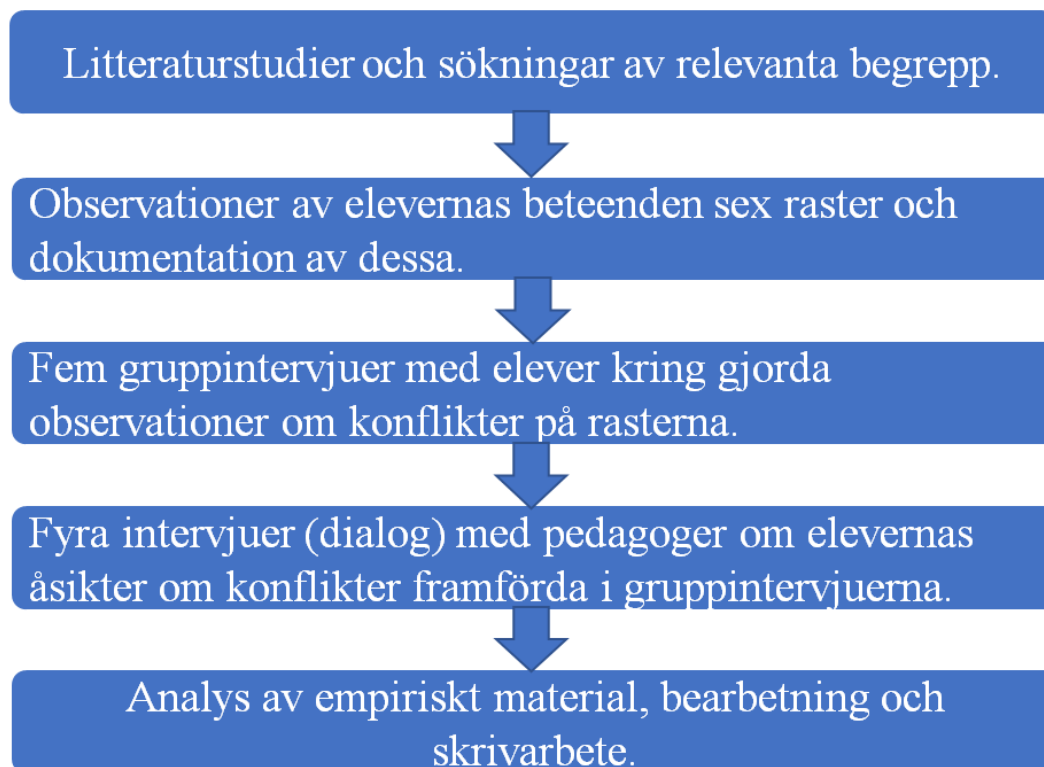 Litteraturstudier och sökningar av relevanta begrepp.
Observationer av elevernas beteenden sex raster och
dokumentation av dessa.
Fem gruppintervjuer med elever kring gjorda
observationer om konflikter på rasterna.
Fyra intervjuer (dialog) med pedagoger om elevernas
åsikter om konflikter framförda i gruppintervjuerna.
Analys av empiriskt material, bearbetning och
skrivarbete.